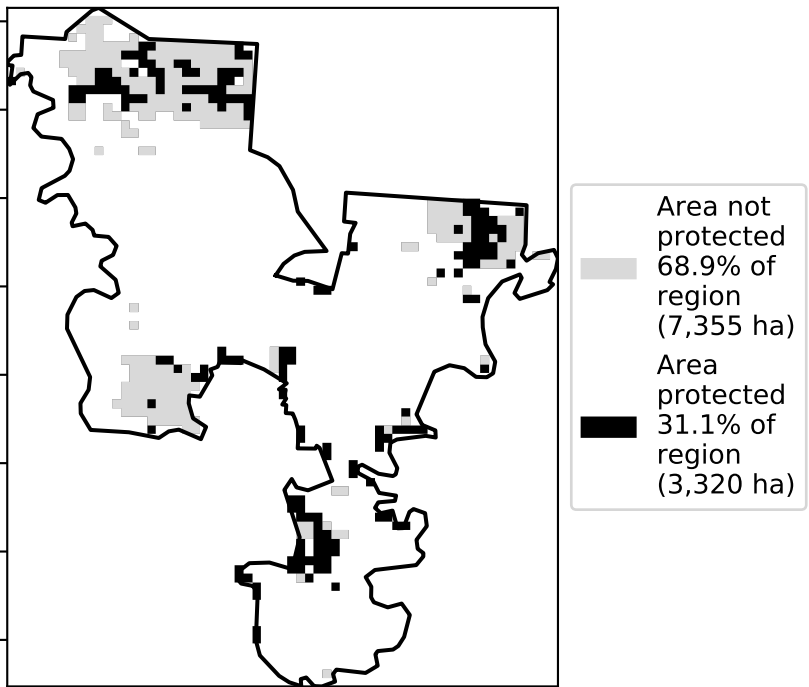 Area not
protected
68.9% of
region
(7,355 ha)
Area
protected
31.1% of
region
(3,320 ha)